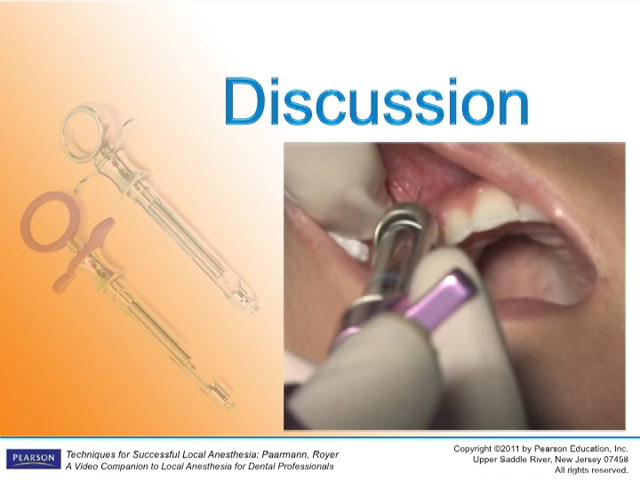 Discussion
PEARSON
Techniques for Successful Local Anesthesia: Paarmann, Royer
A Video Companion to Local Anesthesia for Dental Professionals
Copyright ©2011 by Pearson Education, Inc.
Upper Saddle River, New Jersey 07458
All rights reserved.